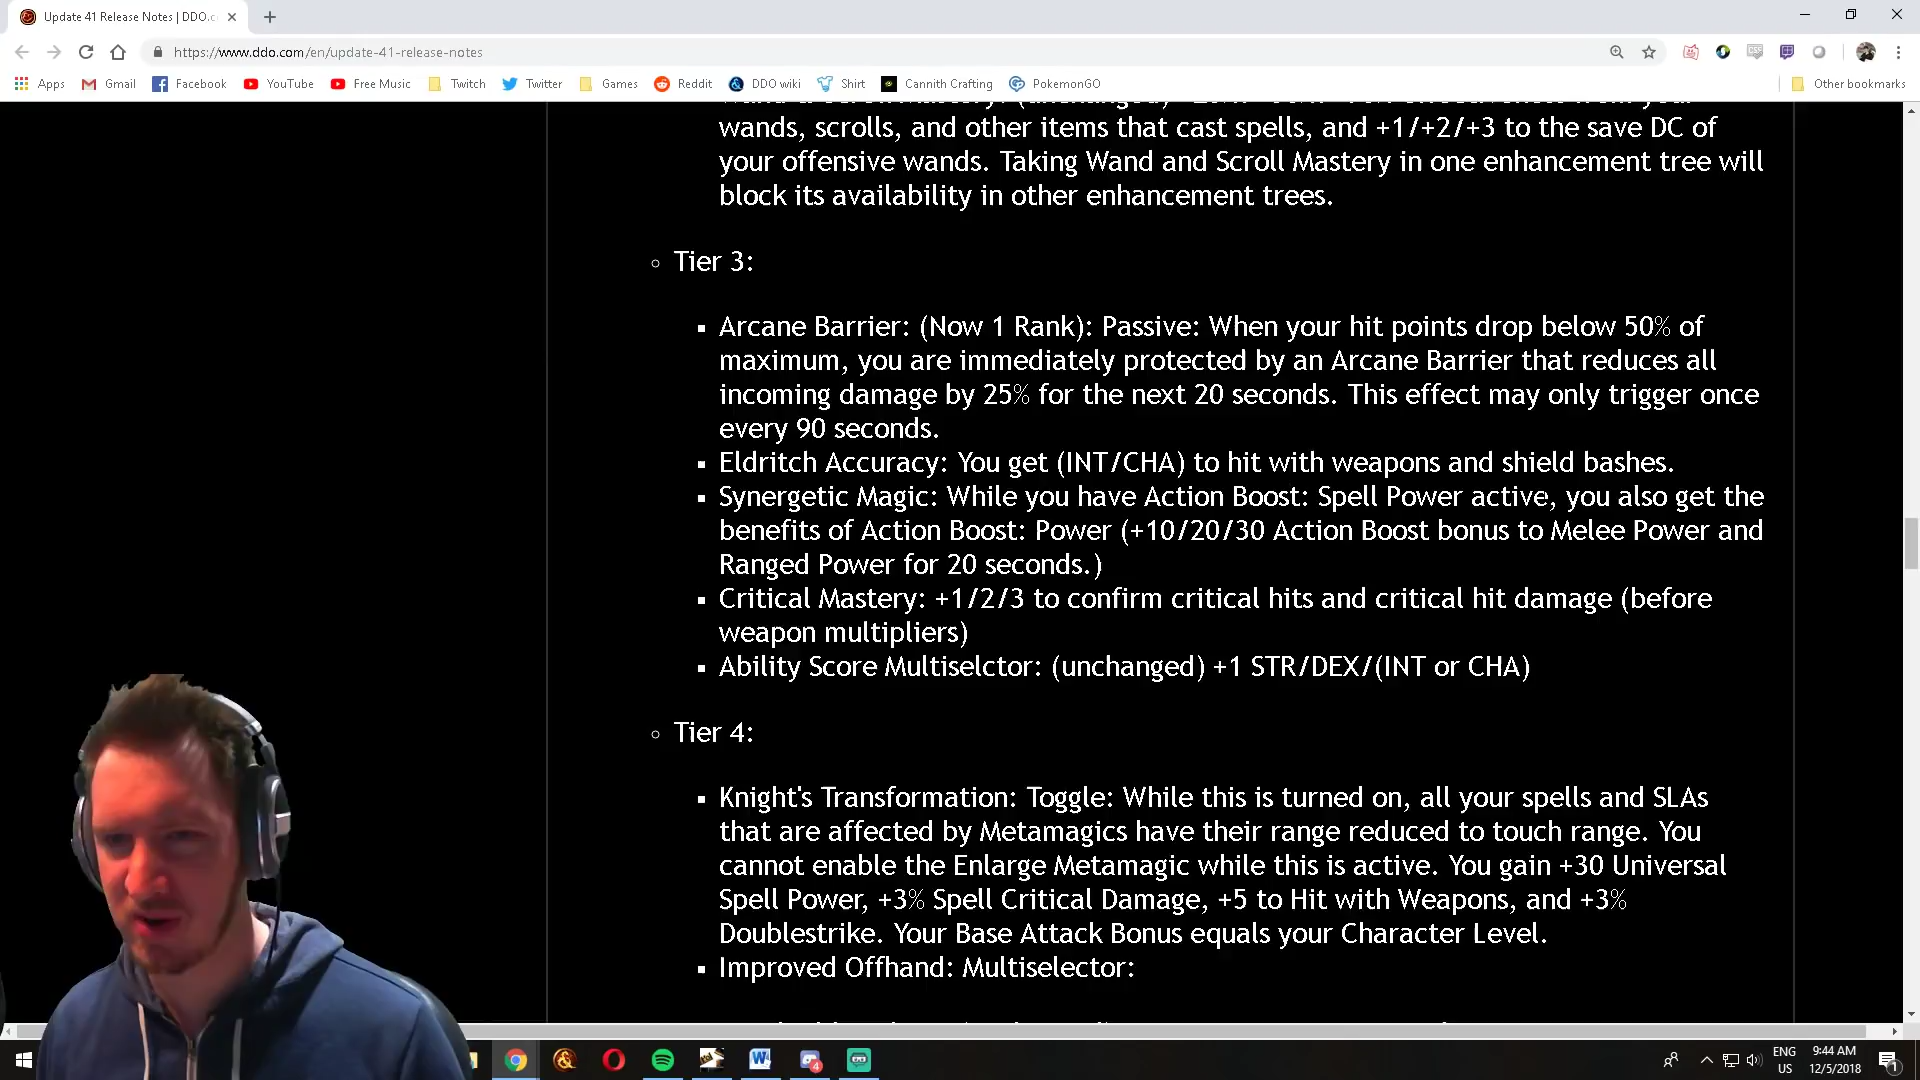 Update 41 Release Notes | DDO.c
https://www.ddo.com/en/update-41-release-notes
Apps Gmail Facebook YouTube Free Music Twitch Twitter Games Reddit DDO wiki Shirt Cannith Crafting PokemonGO Other bookmarks
wands, scrolls, and other items that cast spells, and +1/+2/+3 to the save DC of
your offensive wands. Taking Wand and Scroll Mastery in one enhancement tree will
block its availability in other enhancement trees.
Tier 3:
Arcane Barrier: (Now 1 Rank): Passive: When your hit points drop below 50% of
maximum, you are immediately protected by an Arcane Barrier that reduces all
incoming damage by 25% for the next 20 seconds. This effect may only trigger once
every 90 seconds.
Eldritch Accuracy: You get (INT/CHA) to hit with weapons and shield bashes.
Synergetic Magic: While you have Action Boost: Spell Power active, you also get the
benefits of Action Boost: Power (+10/20/30 Action Boost bonus to Melee Power and
Ranged Power for 20 seconds.)
Critical Mastery: +1/2/3 to confirm critical hits and critical hit damage (before
weapon multipliers)
Ability Score Multiselctor: (unchanged) +1 STR/DEX/(INT or CHA)
Tier 4:
Knight's Transformation: Toggle: While this is turned on, all your spells and SLAs
that are affected by Metamagics have their range reduced to touch range. You
cannot enable the Enlarge Metamagic while this is active. You gain +30 Universal
Spell Power, +3% Spell Critical Damage, +5 to Hit with Weapons, and +3%
Doublestrike. Your Base Attack Bonus equals your Character Level.
Improved Offhand: Multiselector:
ENG
US
9:44 AM
12/5/2018